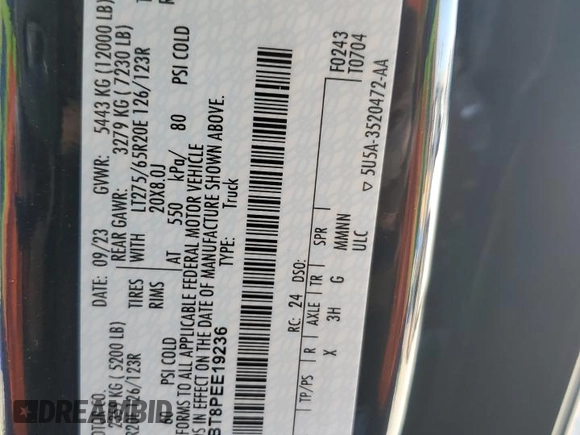 DATE: 09/23 GVWR: 5443 KG (12000 LB)
KG (5200 LB) REAR GAWR: 3279 KG (7230 LB)
126/123R TIRES WITH LT275/65R20E 126/123R
RIMS 20X8.0J
PSI COLD AT 550 kPa/ 80 PSI COLD
FORMS TO ALL APPLICABLE FEDERAL MOTOR VEHICLE
IN EFFECT ON THE DATE OF MANUFACTURE SHOWN ABOVE.
BT8PEE19236 TYPE: Truck
F0243
T0704
RC: 24 DSO:
TP/PS R AXLE TR SPR
X 3H G MMNN
ULC
▽ 5U5A-3520472-AA
DREAMBID